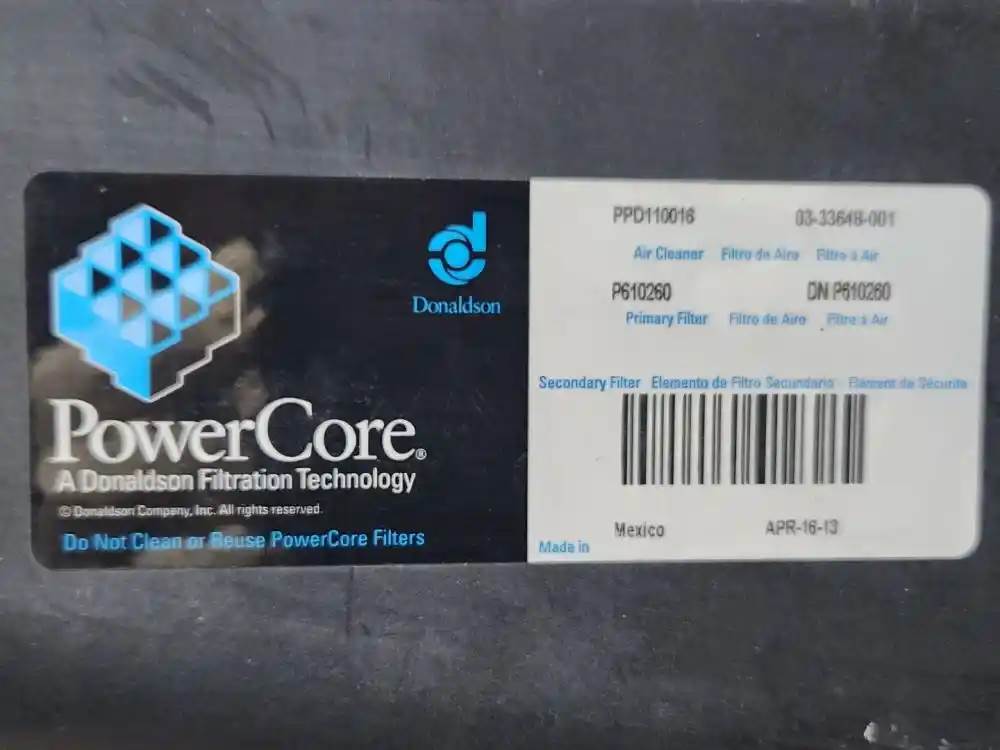 Donaldson
PowerCore®
A Donaldson Filtration Technology
© Donaldson Company, Inc. All rights reserved.
Do Not Clean or Reuse PowerCore Filters
PPD110016 03-33648-001
Air Cleaner Filtro de Aire Filtre à Air
P610260 DN P610260
Primary Filter Filtro de Aire Filtre à Air
Secondary Filter Elemento de Filtro Secundario Élément de Sécurité
Mexico APR-16-13
Made in